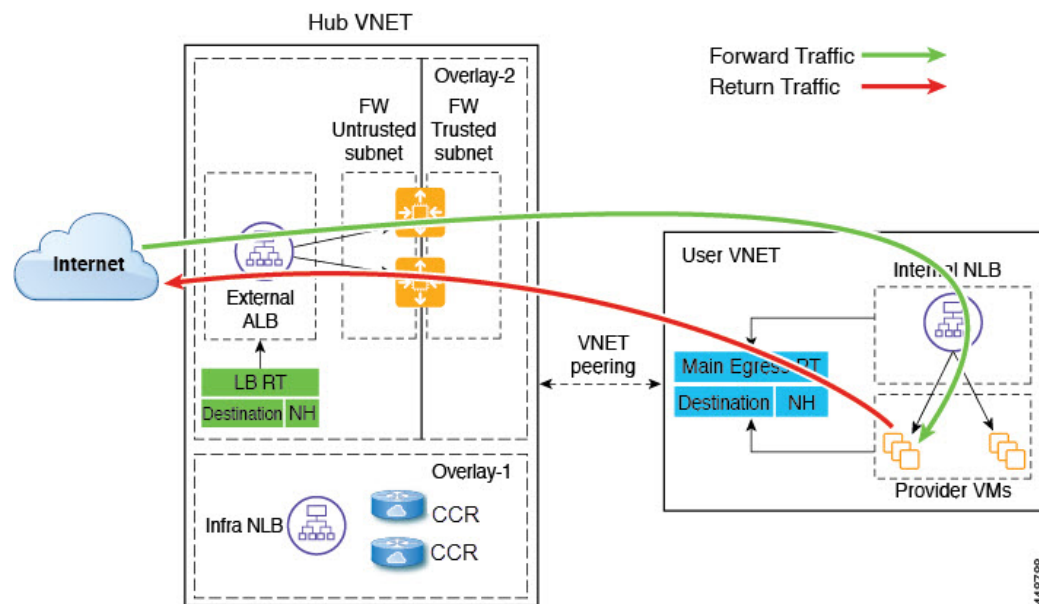 Hub VNET
Forward Traffic
Return Traffic
Overlay-2
FW
Untrusted
subnet
FW
Trusted
subnet
Internet
External
ALB
LB RT
Destination NH
VNET
peering
User VNET
Internal NLB
Main Egress RT
Destination NH
Provider VMs
Overlay-1
Infra NLB
CCR
CCR